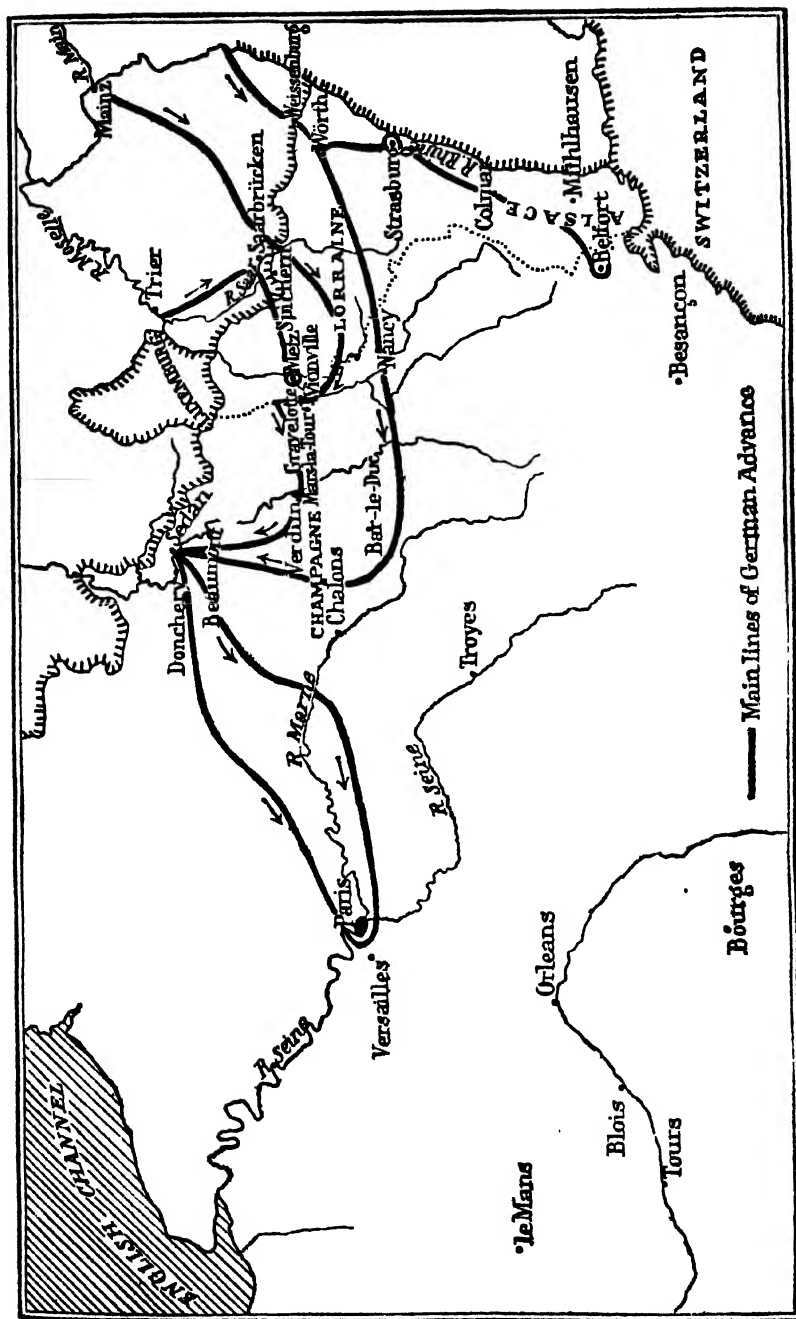 ENGLISH CHANNEL
R. Seine
Paris
Versailles
le Mans
Orleans
Blois
Tours
Bourges
R. Marne
R. Seine
Troyes
Donchery
Sedan
Beaumont
Verdun
CHAMPAGNE
Chalons
Bar-le-Duc
Gravelotte
Mars-la-Tour
Metz
Vionville
LORRAINE
Nancy
LUXEMBURG
Trier
R. Moselle
R. Saar
Saarbrücken
Spicheren
Mainz
R. Main
Weissenburg
Wörth
Strasburg
R. Rhine
Colmar
ALSACE
Mühlhausen
Belfort
Besançon
SWITZERLAND
Main lines of German Advance